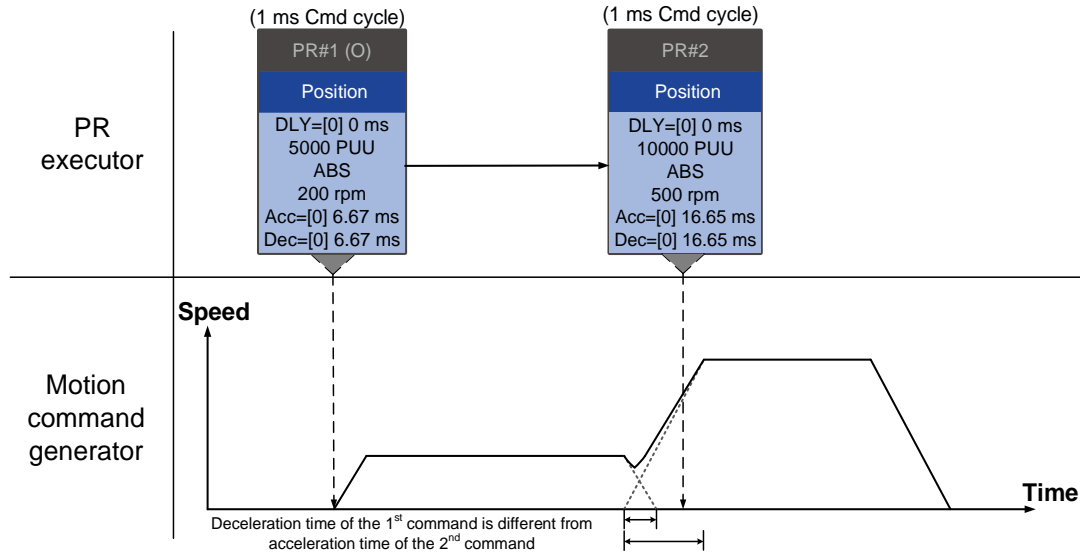 (1 ms Cmd cycle)
(1 ms Cmd cycle)
PR#1 (O)
PR#2
PR
executor
Position
DLY=[0] 0 ms
5000 PUU
ABS
200 rpm
Acc=[0] 6.67 ms
Dec=[0] 6.67 ms
Position
DLY=[0] 0 ms
10000 PUU
ABS
500 rpm
Acc=[0] 16.65 ms
Dec=[0] 16.65 ms
Motion
command
generator
Speed
Time
Deceleration time of the 1st command is different from
acceleration time of the 2nd command